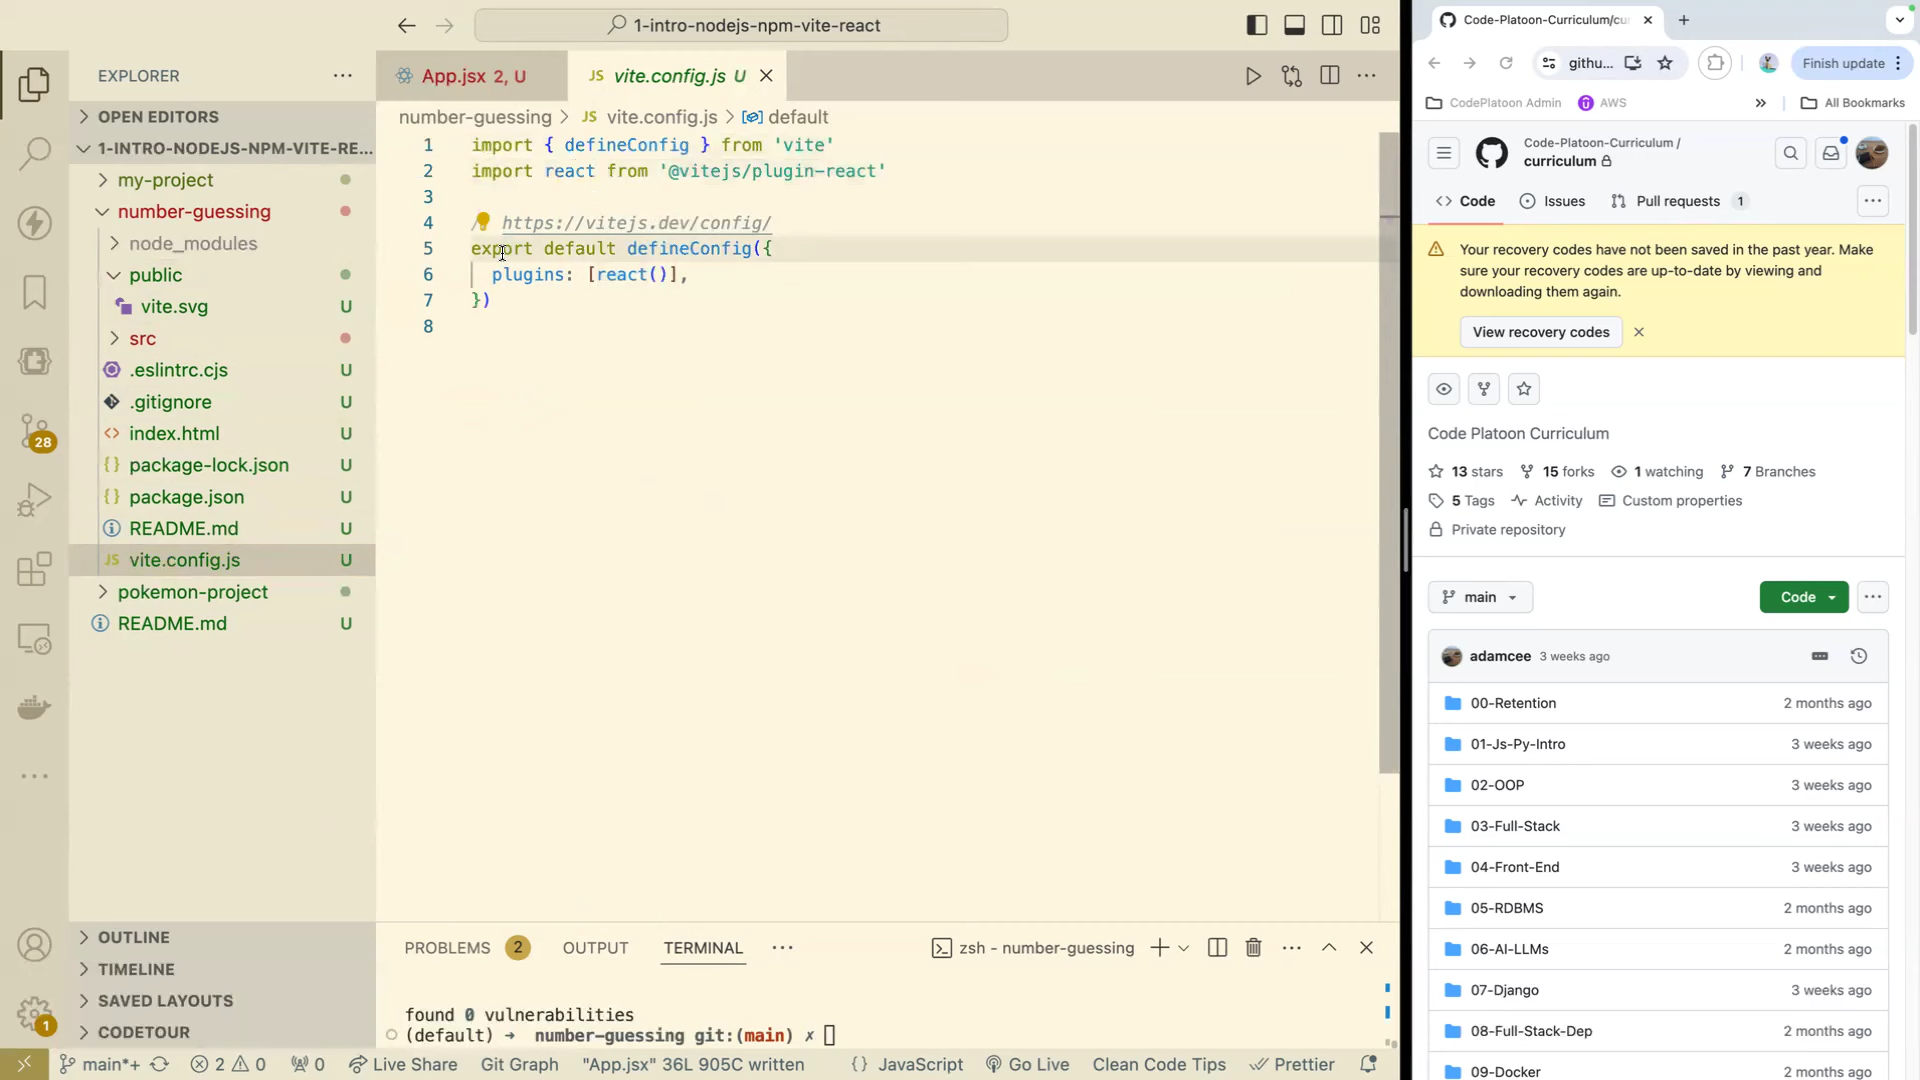 1-intro-nodejs-npm-vite-react
EXPLORER
OPEN EDITORS
1-INTRO-NODEJS-NPM-VITE-RE...
my-project
number-guessing
node_modules
public
vite.svg U
src
.eslintrc.cjs U
.gitignore U
index.html U
package-lock.json U
package.json U
README.md U
JS vite.config.js U
pokemon-project
README.md U
OUTLINE
TIMELINE
SAVED LAYOUTS
CODETOUR
28
1
App.jsx 2, U
JS vite.config.js U
number-guessing > JS vite.config.js > default
1 import { defineConfig } from 'vite'
2 import react from '@vitejs/plugin-react'
3
4 / https://vitejs.dev/config/
5 export default defineConfig({
6 plugins: [react()],
7 })
8
PROBLEMS 2 OUTPUT TERMINAL ··· zsh - number-guessing
found 0 vulnerabilities
(default) → number-guessing git:(main) ✗
main*+ 2 0 0 Live Share Git Graph "App.jsx" 36L 905C written {} JavaScript Go Live Clean Code Tips Prettier
Code-Platoon-Curriculum/cu
githu...
Finish update
CodePlatoon Admin AWS » All Bookmarks
Code-Platoon-Curriculum /
curriculum
Code Issues Pull requests 1
Your recovery codes have not been saved in the past year. Make
sure your recovery codes are up-to-date by viewing and
downloading them again.
View recovery codes
Code Platoon Curriculum
13 stars 15 forks 1 watching 7 Branches
5 Tags Activity Custom properties
Private repository
main Code
adamcee 3 weeks ago
00-Retention 2 months ago
01-Js-Py-Intro 3 weeks ago
02-OOP 3 weeks ago
03-Full-Stack 3 weeks ago
04-Front-End 3 weeks ago
05-RDBMS 2 months ago
06-AI-LLMs 2 months ago
07-Django 3 weeks ago
08-Full-Stack-Dep 2 months ago
09-Docker 2 months ago